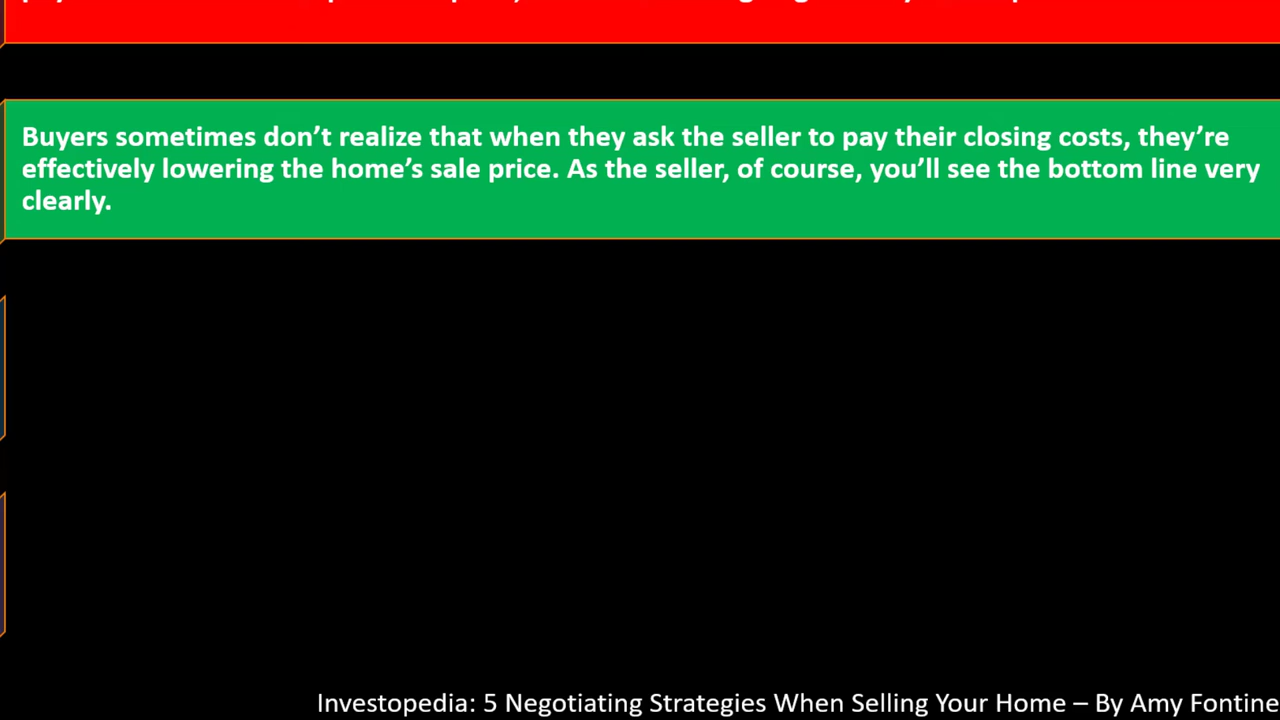 Buyers sometimes don’t realize that when they ask the seller to pay their closing costs, they’re
effectively lowering the home’s sale price. As the seller, of course, you’ll see the bottom line very
clearly.
Investopedia: 5 Negotiating Strategies When Selling Your Home – By Amy Fontine